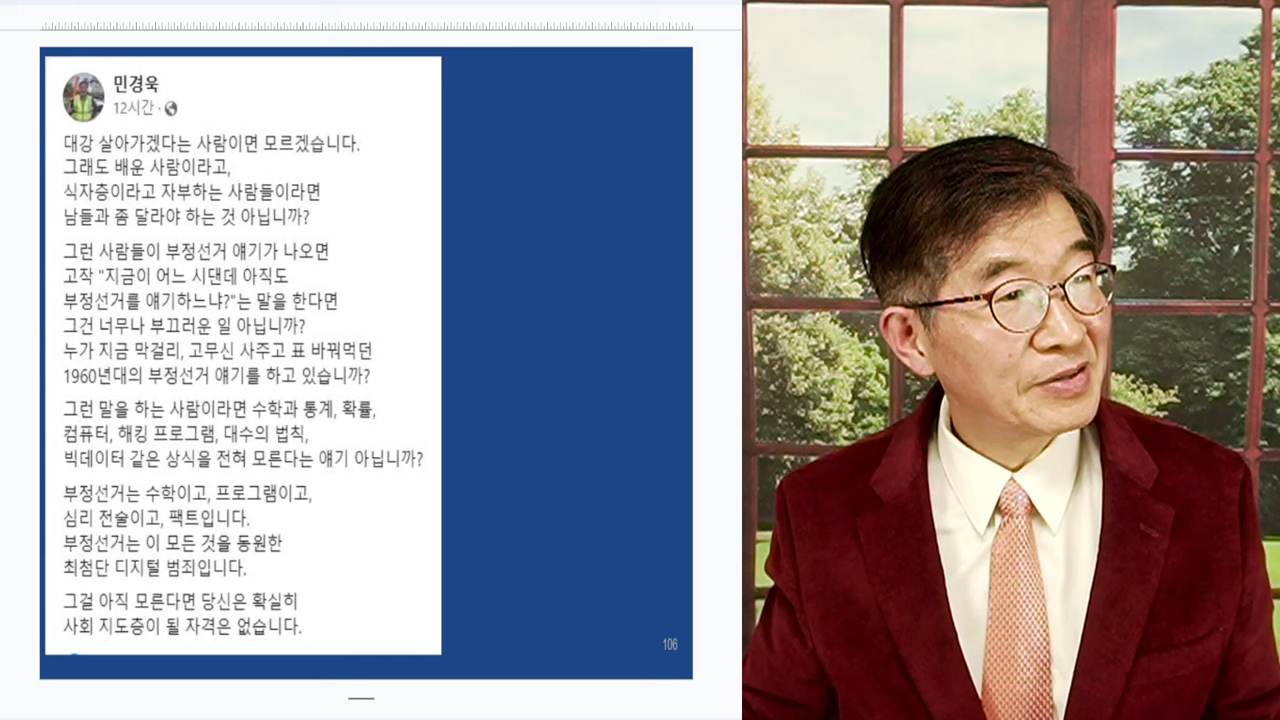 민경욱
12시간 ·
대강 살아가겠다는 사람이면 모르겠습니다.
그래도 배운 사람이라고,
식자층이라고 자부하는 사람들이라면
남들과 좀 달라야 하는 것 아닙니까?
그런 사람들이 부정선거 얘기가 나오면
고작 "지금이 어느 시댄데 아직도
부정선거를 얘기하느냐?"는 말을 한다면
그건 너무나 부끄러운 일 아닙니까?
누가 지금 막걸리, 고무신 사주고 표 바꿔먹던
1960년대의 부정선거 얘기를 하고 있습니까?
그런 말을 하는 사람이라면 수학과 통계, 확률,
컴퓨터, 해킹 프로그램, 대수의 법칙,
빅데이터 같은 상식을 전혀 모른다는 얘기 아닙니까?
부정선거는 수학이고, 프로그램이고,
심리 전술이고, 팩트입니다.
부정선거는 이 모든 것을 동원한
최첨단 디지털 범죄입니다.
그걸 아직 모른다면 당신은 확실히
사회 지도층이 될 자격은 없습니다.
106